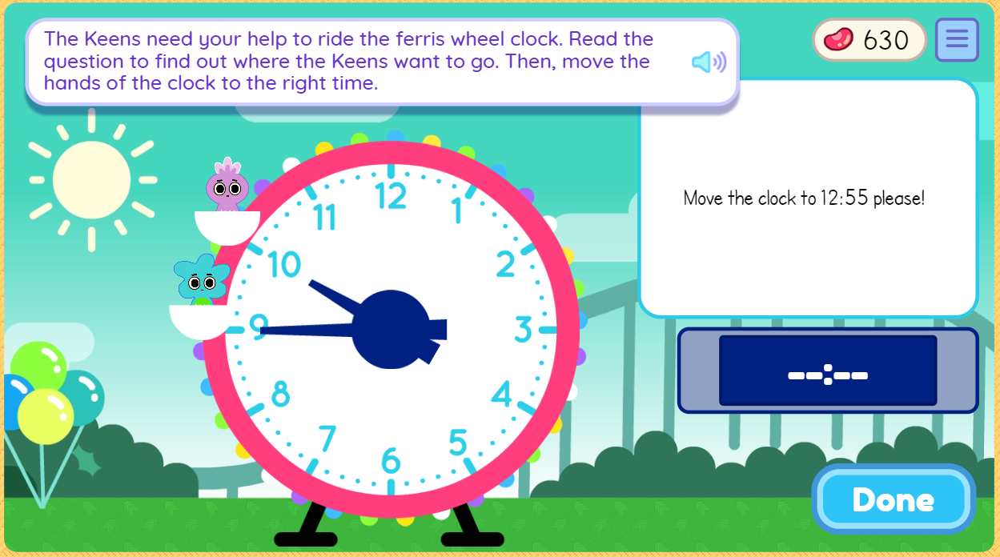 The Keens need your help to ride the ferris wheel clock. Read the
question to find out where the Keens want to go. Then, move the
hands of the clock to the right time.
630
Move the clock to 12:55 please!
12
1
2
3
4
5
6
7
8
9
10
11
--:--
Done